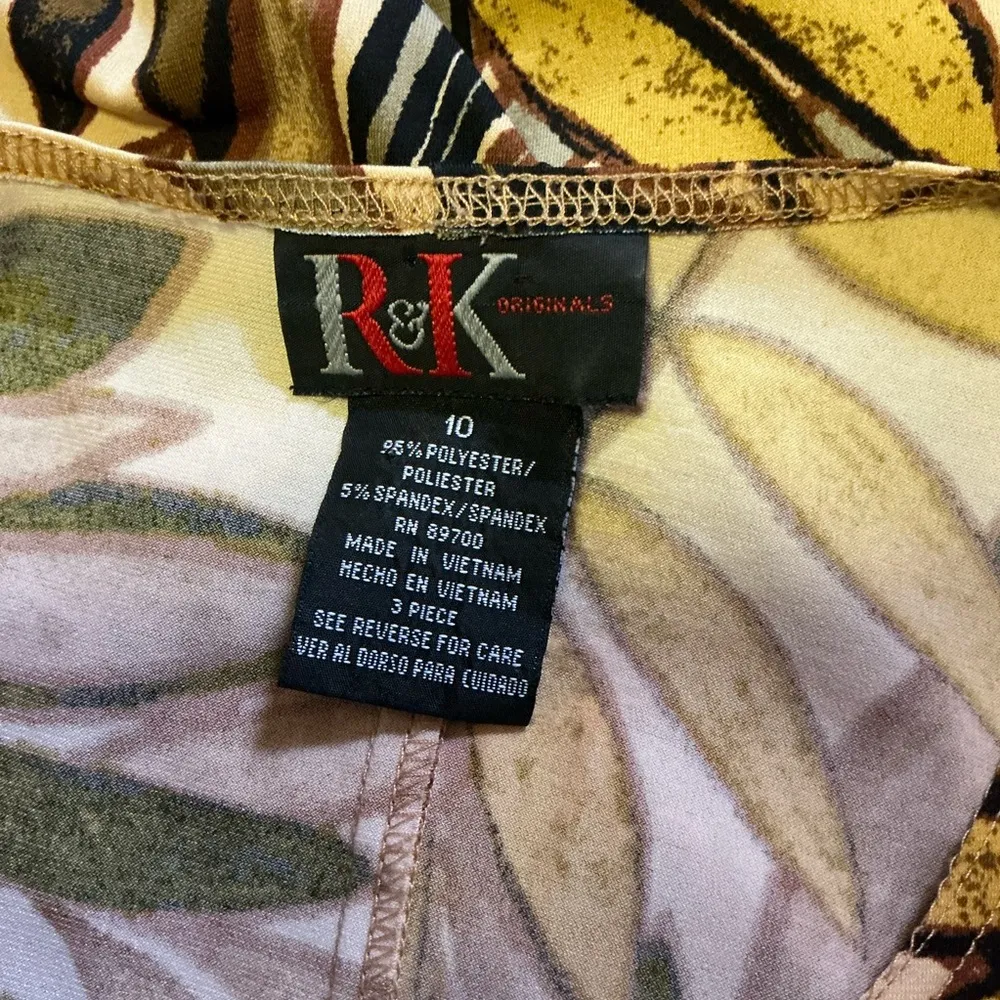 R&K ORIGINALS
10
95% POLYESTER/
POLIESTER
5% SPANDEX/SPANDEX
RN 89700
MADE IN VIETNAM
HECHO EN VIETNAM
3 PIECE
SEE REVERSE FOR CARE
VER AL DORSO PARA CUIDADO